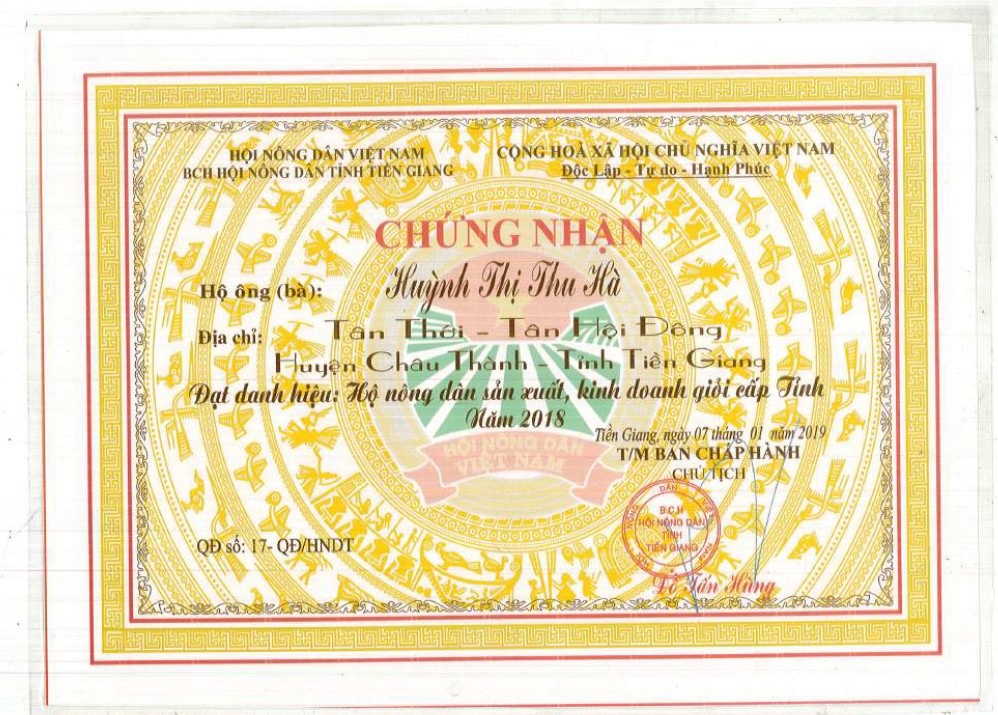 HỘI NÔNG DÂN VIỆT NAM
BCH HỘI NÔNG DÂN TỈNH TIỀN GIANG
CỘNG HOÀ XÃ HỘI CHỦ NGHĨA VIỆT NAM
Độc Lập - Tự do - Hạnh Phúc
CHỨNG NHẬN
Hộ ông (bà): Huỳnh Thị Thu Hà
Địa chỉ: Tân Thới - Tân Hội Đông
Huyện Châu Thành - Tỉnh Tiền Giang
Đạt danh hiệu: Hộ nông dân sản xuất, kinh doanh giỏi cấp Tỉnh
Năm 2018
HỘI NÔNG DÂN
VIỆT NAM
Tiền Giang, ngày 07 tháng 01 năm 2019
T/M BAN CHẤP HÀNH
CHỦ TỊCH
B.C.H
HỘI NÔNG DÂN
TỈNH
TIỀN GIANG
QĐ số: 17- QĐ/HNDT
Đỗ Tấn Hùng